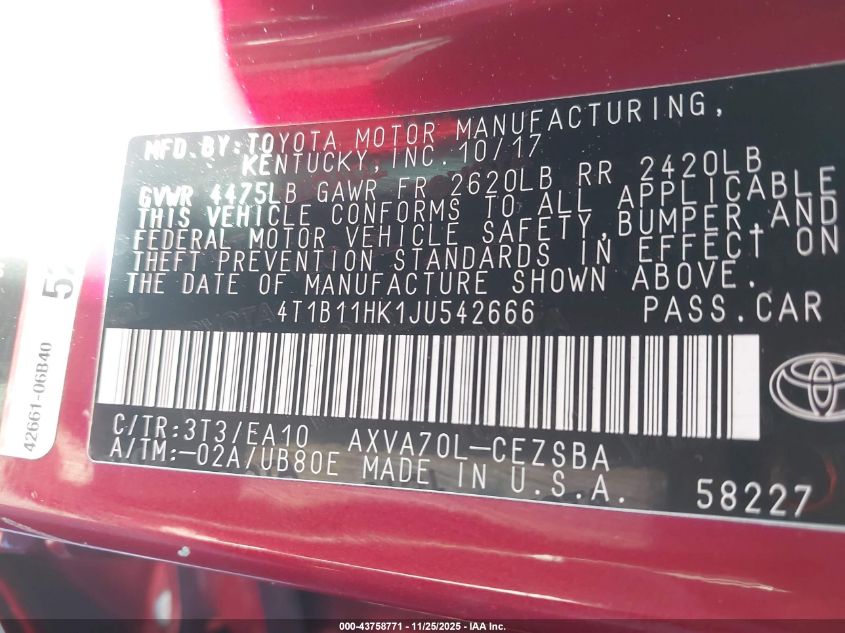 MFD. BY: TOYOTA MOTOR MANUFACTURING,
KENTUCKY, INC. 10/17
GVWR 4475LB GAWR FR 2620LB RR 2420LB
THIS VEHICLE CONFORMS TO ALL APPLICABLE
FEDERAL MOTOR VEHICLE SAFETY, BUMPER, AND
THEFT PREVENTION STANDARDS IN EFFECT ON
THE DATE OF MANUFACTURE SHOWN ABOVE.
4T1B11HK1JU542666 PASS.CAR
C/TR:3T3/EA10 AXVA70L-CEZSBA
A/TM:-02A/UB80E MADE IN U.S.A.
58227
42661-06B40
000-43758771 - 11/25/2025 - IAA Inc.